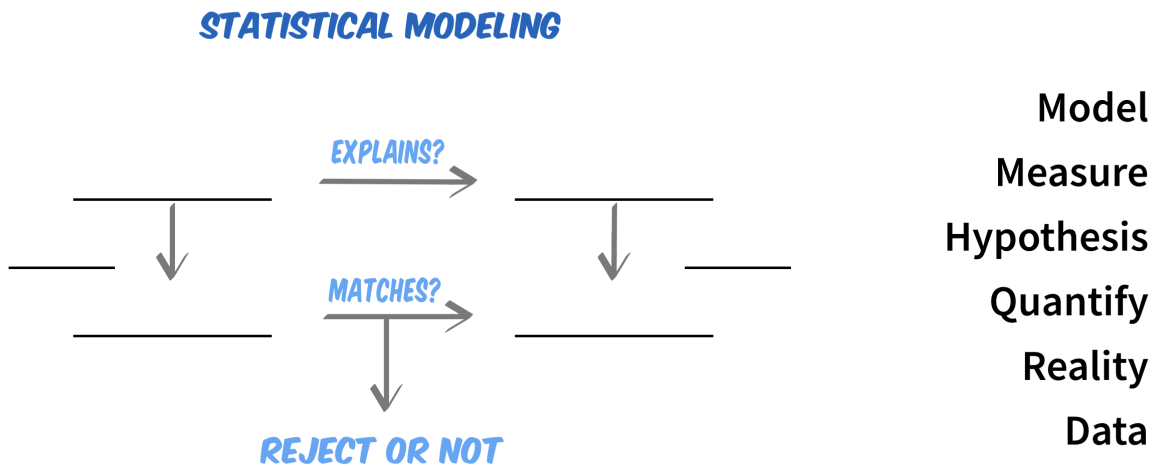 STATISTICAL MODELING
EXPLAINS?
MATCHES?
REJECT OR NOT
Model
Measure
Hypothesis
Quantify
Reality
Data